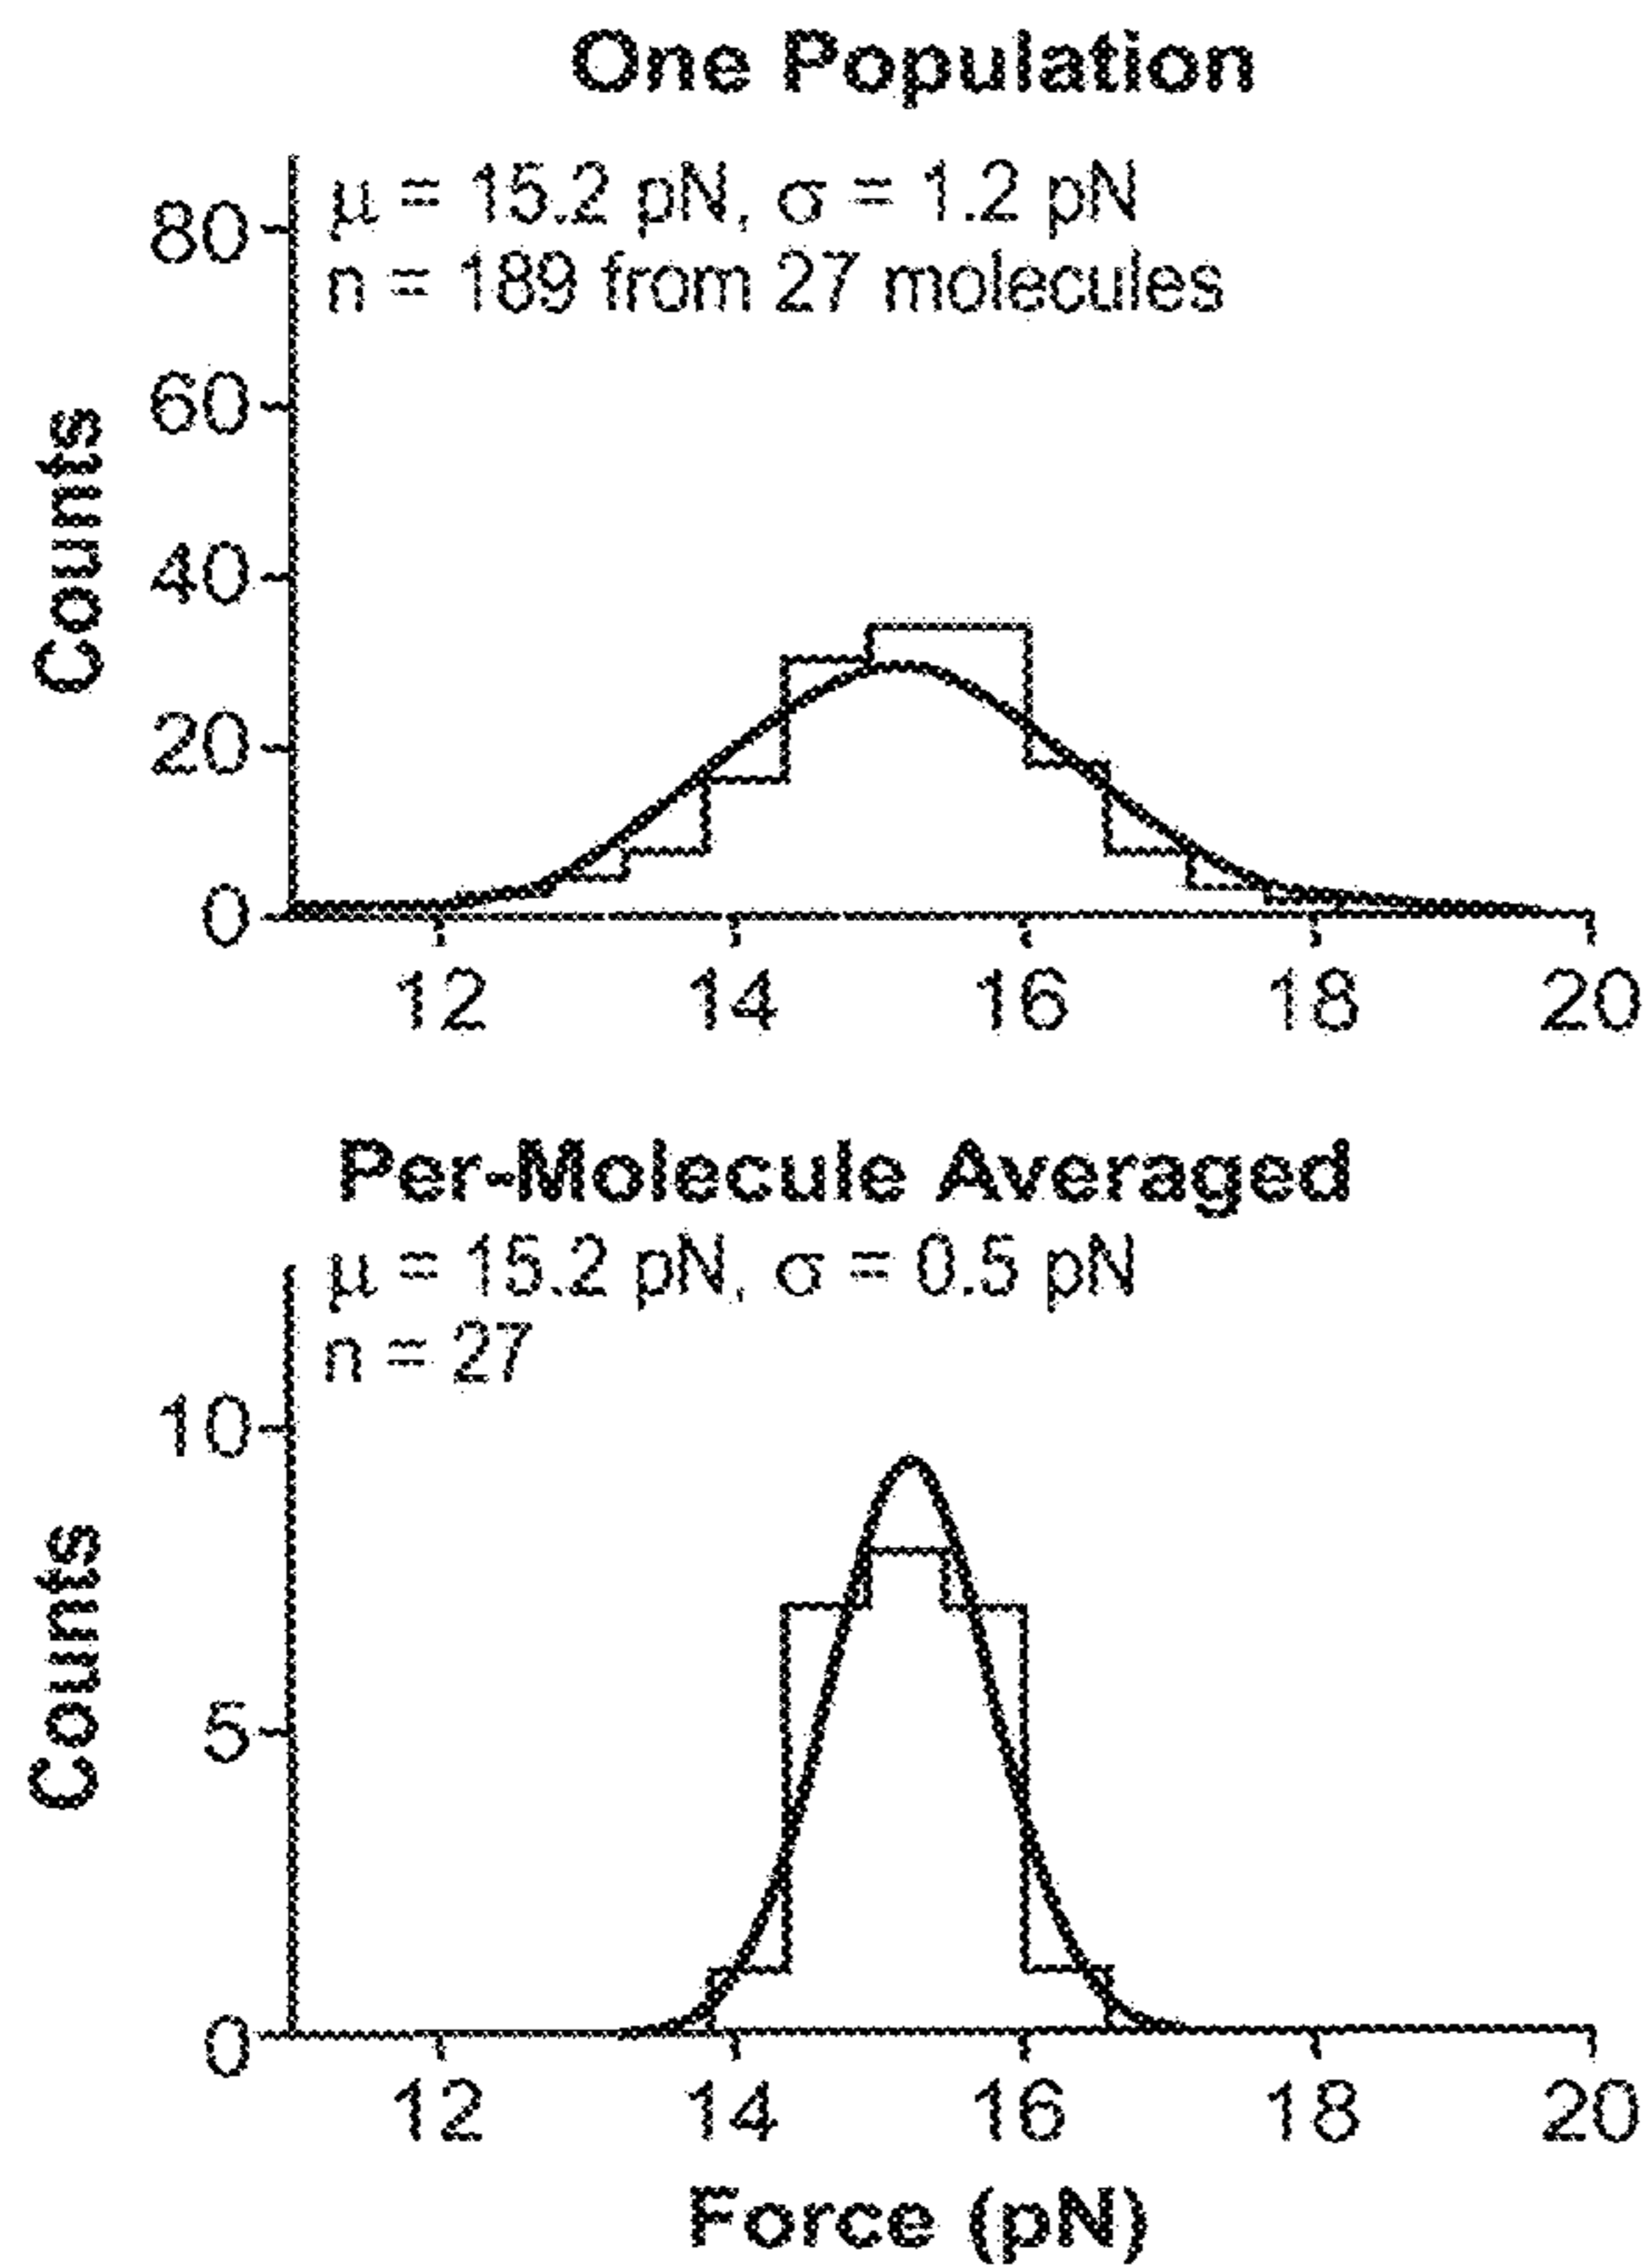 One Population
μ = 15.2 pN, σ = 1.2 pN
n = 189 from 27 molecules
80
60
40
20
0
Counts
12 14 16 18 20
Per-Molecule Averaged
μ = 15.2 pN, σ = 0.5 pN
n = 27
10
5
0
Counts
12 14 16 18 20
Force (pN)